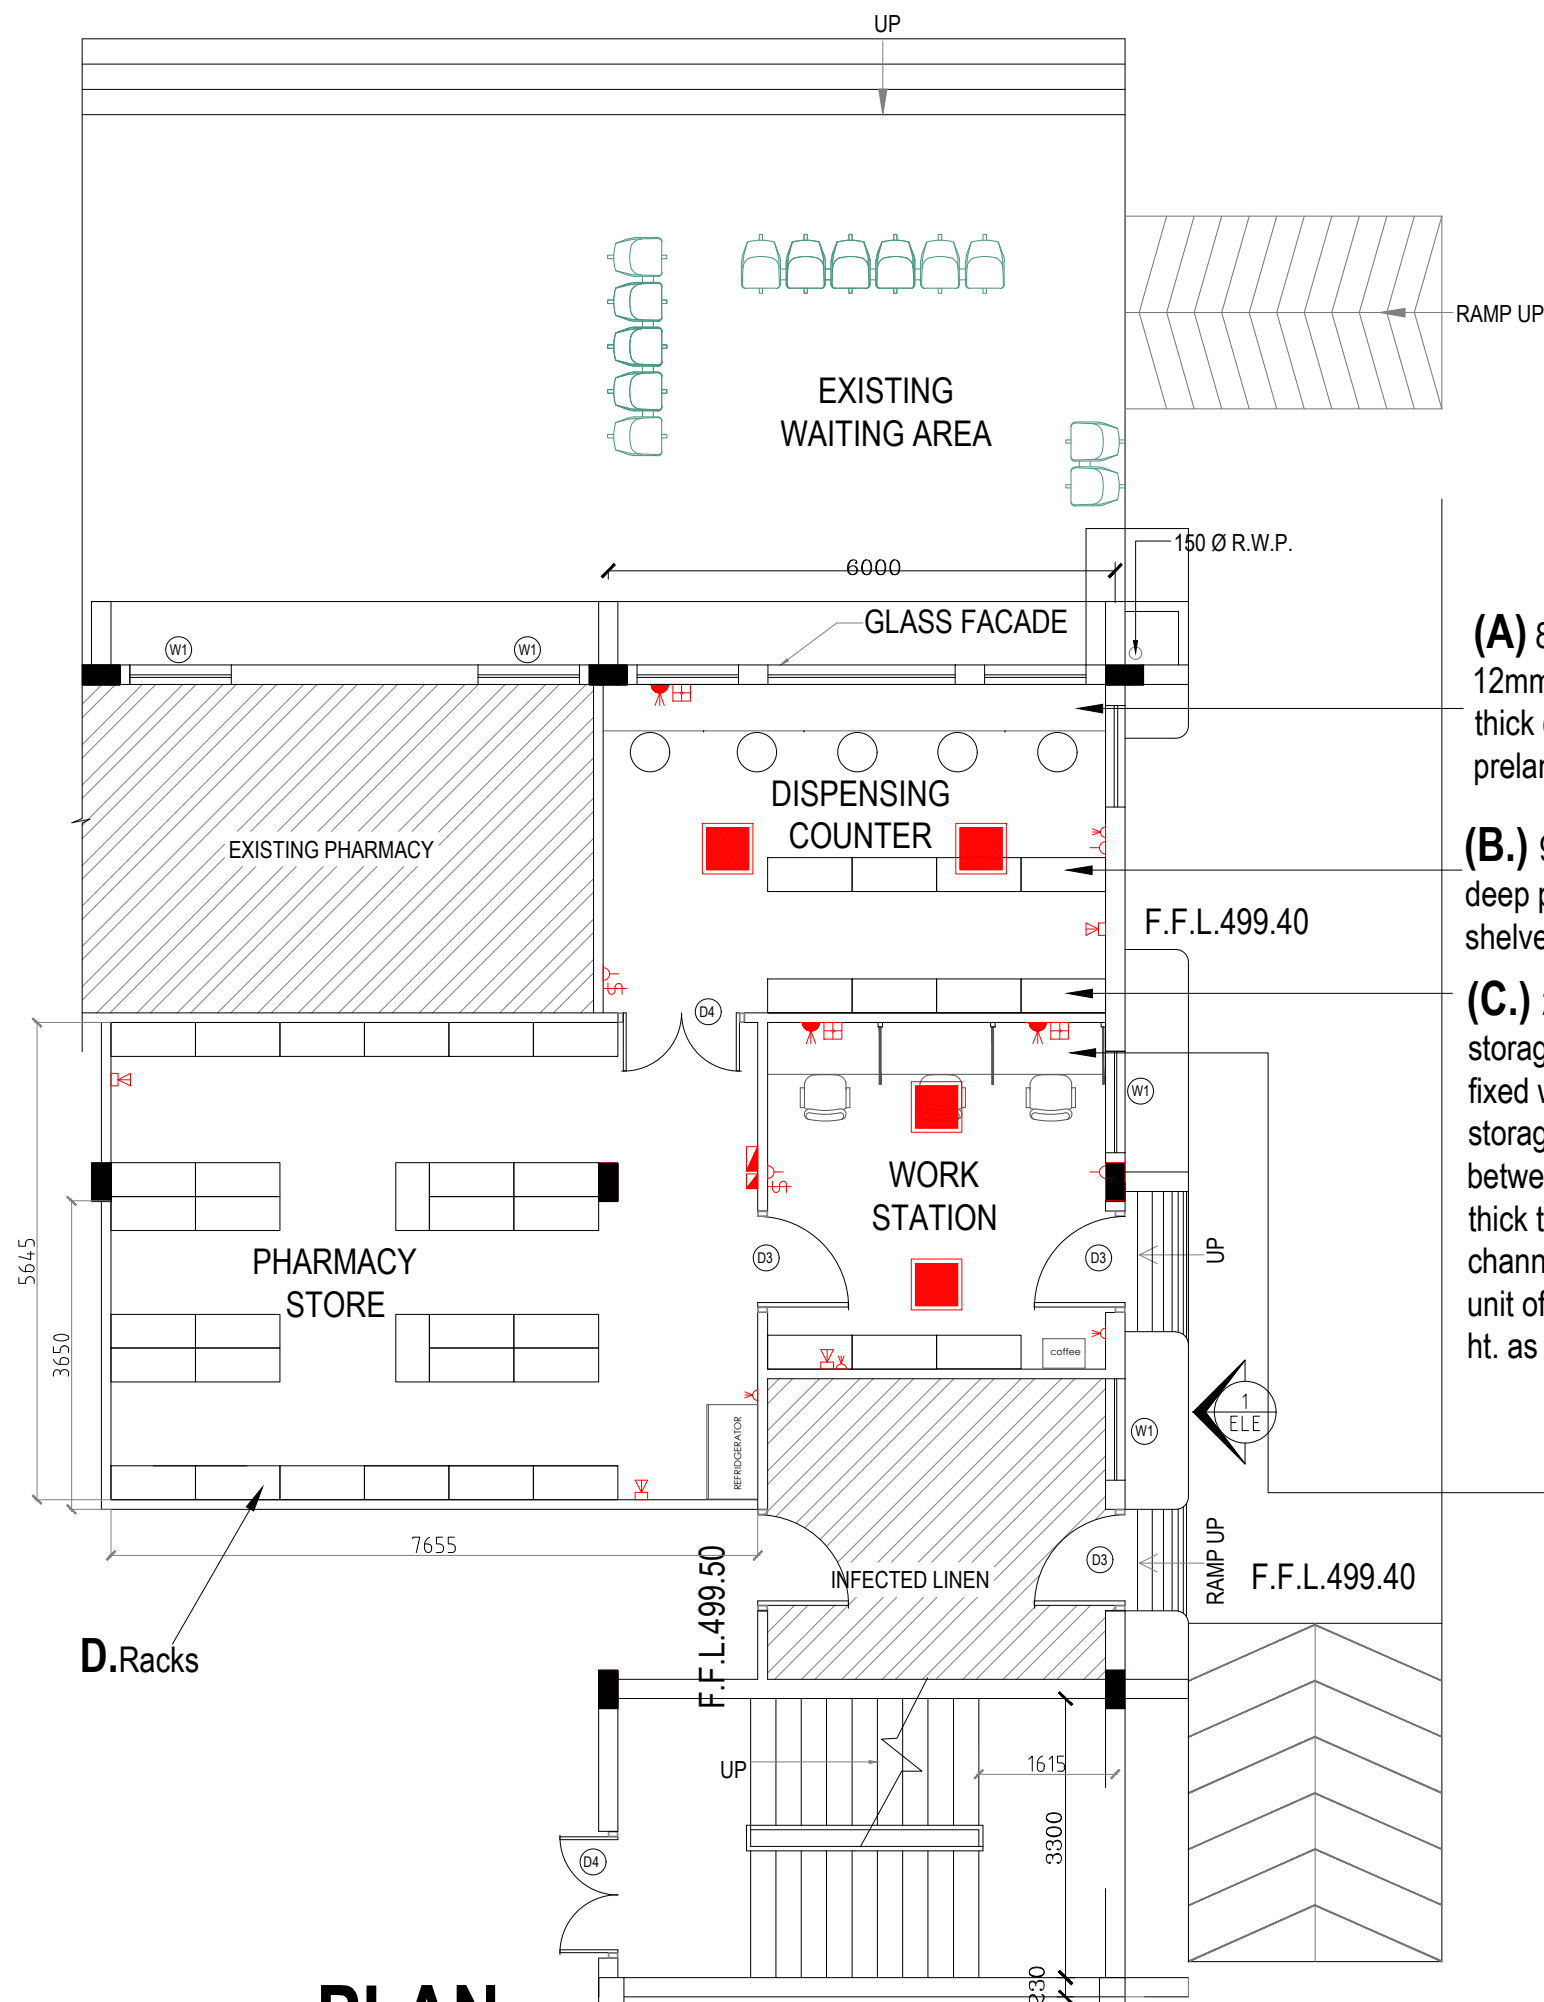 UP
RAMP UP
EXISTING
WAITING AREA
150 Ø R.W.P.
6000
GLASS FACADE
W1
W1
(A) 8
12mm
thick
DISPENSING
COUNTER
EXISTING PHARMACY
(B.)
deep
shelve
F.F.L.499.40
(C.)
storag
fixed
storag
betwe
thick
chann
unit of
ht. as
D4
W1
WORK
STATION
D3
D3
UP
PHARMACY
STORE
5645
3650
coffee
1
ELE
W1
REFRIDGERATOR
7655
INFECTED LINEN
D3
RAMP UP
F.F.L.499.40
F.F.L.499.50
D.Racks
UP
1615
3300
D4
230
PLAN